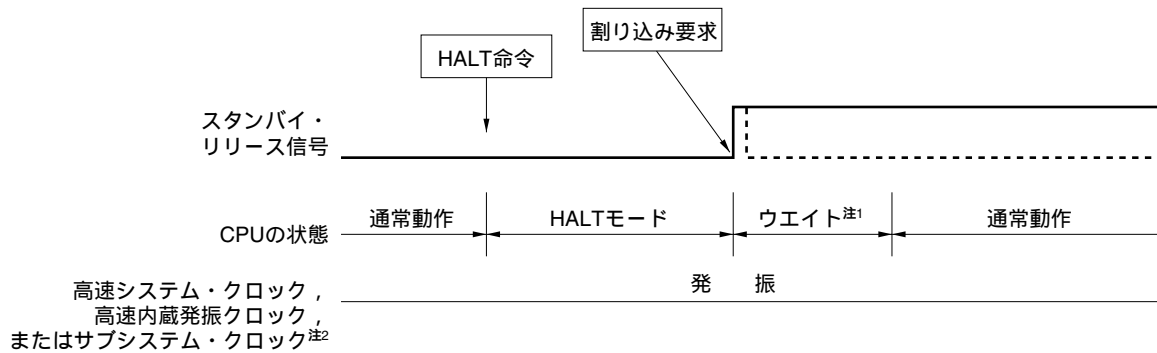 割り込み要求
HALT命令
スタンバイ・
リリース信号
CPUの状態
通常動作
HALTモード
ウエイト注1
通常動作
高速システム・クロック，
高速内蔵発振クロック，
またはサブシステム・クロック注2
発　振